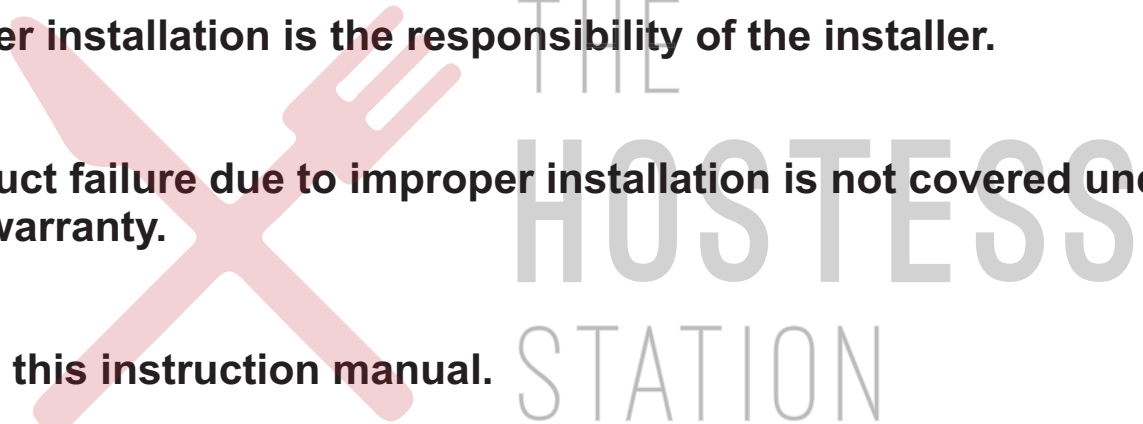 er installation is the responsibility of the installer.
THE
uct failure due to improper installation is not covered und
warranty.
HOSTESS
this instruction manual.
STATION